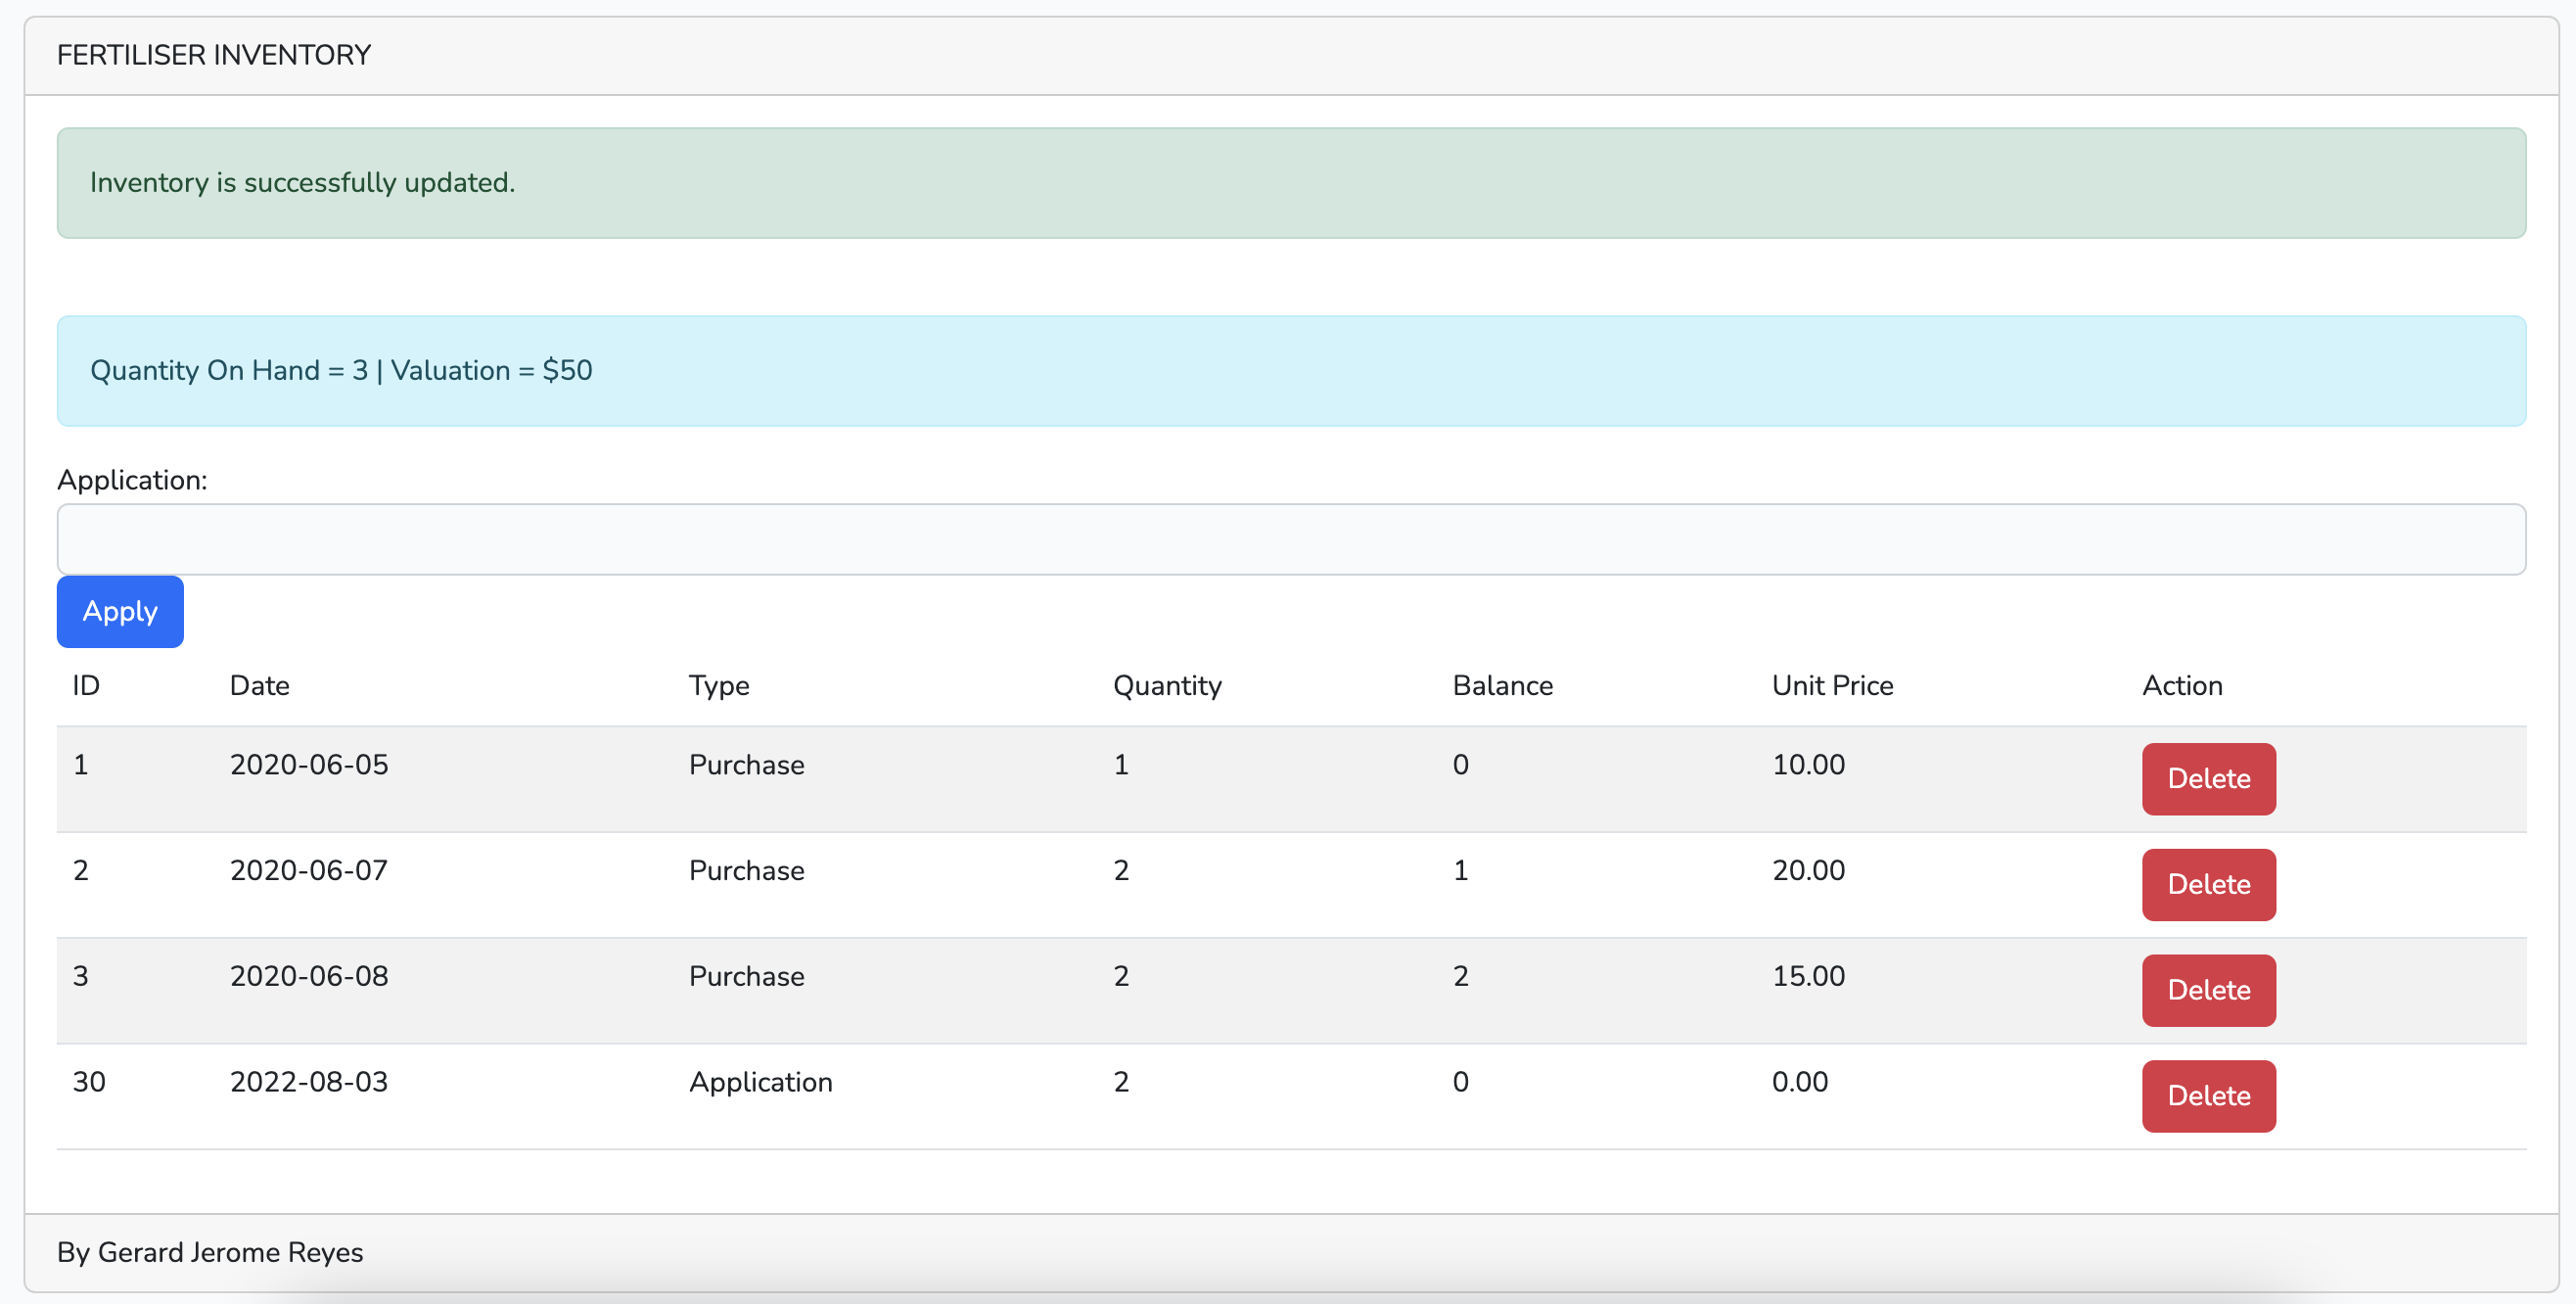 FERTILISER INVENTORY
Inventory is successfully updated.
Quantity On Hand = 3 | Valuation = $50
Application:
Apply
ID Date Type Quantity Balance Unit Price Action
1 2020-06-05 Purchase 1 0 10.00 Delete
2 2020-06-07 Purchase 2 1 20.00 Delete
3 2020-06-08 Purchase 2 2 15.00 Delete
30 2022-08-03 Application 2 0 0.00 Delete
By Gerard Jerome Reyes